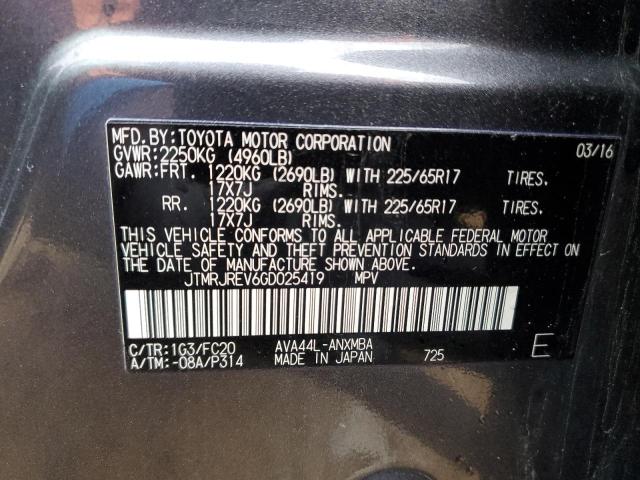 MFD.BY:TOYOTA MOTOR CORPORATION 03/16
GVWR:2250KG (4960LB)
GAWR:FRT. 1220KG (2690LB) WITH 225/65R17 TIRES.
17X7J RIMS.
RR. 1220KG (2690LB) WITH 225/65R17 TIRES.
17X7J RIMS.
THIS VEHICLE CONFORMS TO ALL APPLICABLE FEDERAL MOTOR
VEHICLE SAFETY AND THEFT PREVENTION STANDARDS IN EFFECT ON
THE DATE OF MANUFACTURE SHOWN ABOVE.
JTMRJREV6GD025419 MPV
C/TR:1G3/FC20 AVA44L-ANXMBA
A/TM:-08A/P314 MADE IN JAPAN 725 E